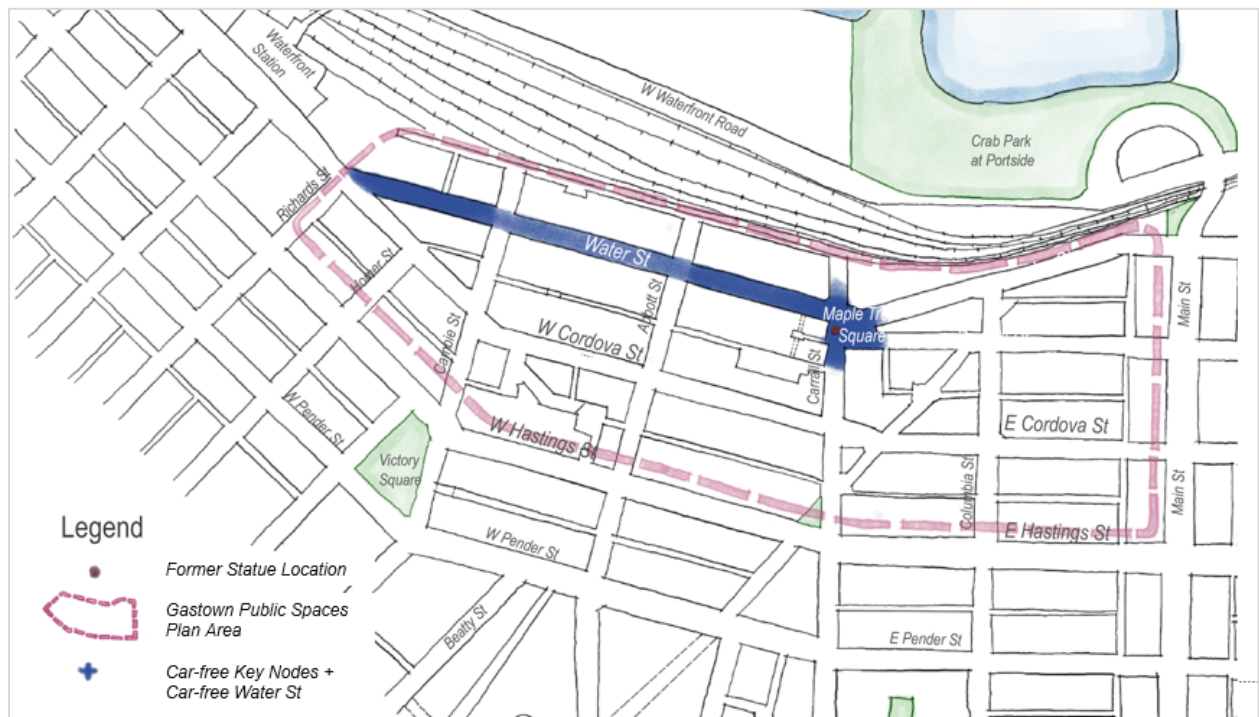 Waterfront
Station
W Waterfront Road
Crab Park
at Portside
Richards St
Homer St
Water St
Abbott St
Cambie St
W Cordova St
Maple Tre
Square
Carrall St
Main St
E Cordova St
W Pender St
W Hastings St
Victory
Square
Columbia St
Main St
E Hastings St
W Pender St
Beatty St
E Pender St
Legend
Former Statue Location
Gastown Public Spaces
Plan Area
Car-free Key Nodes +
Car-free Water St